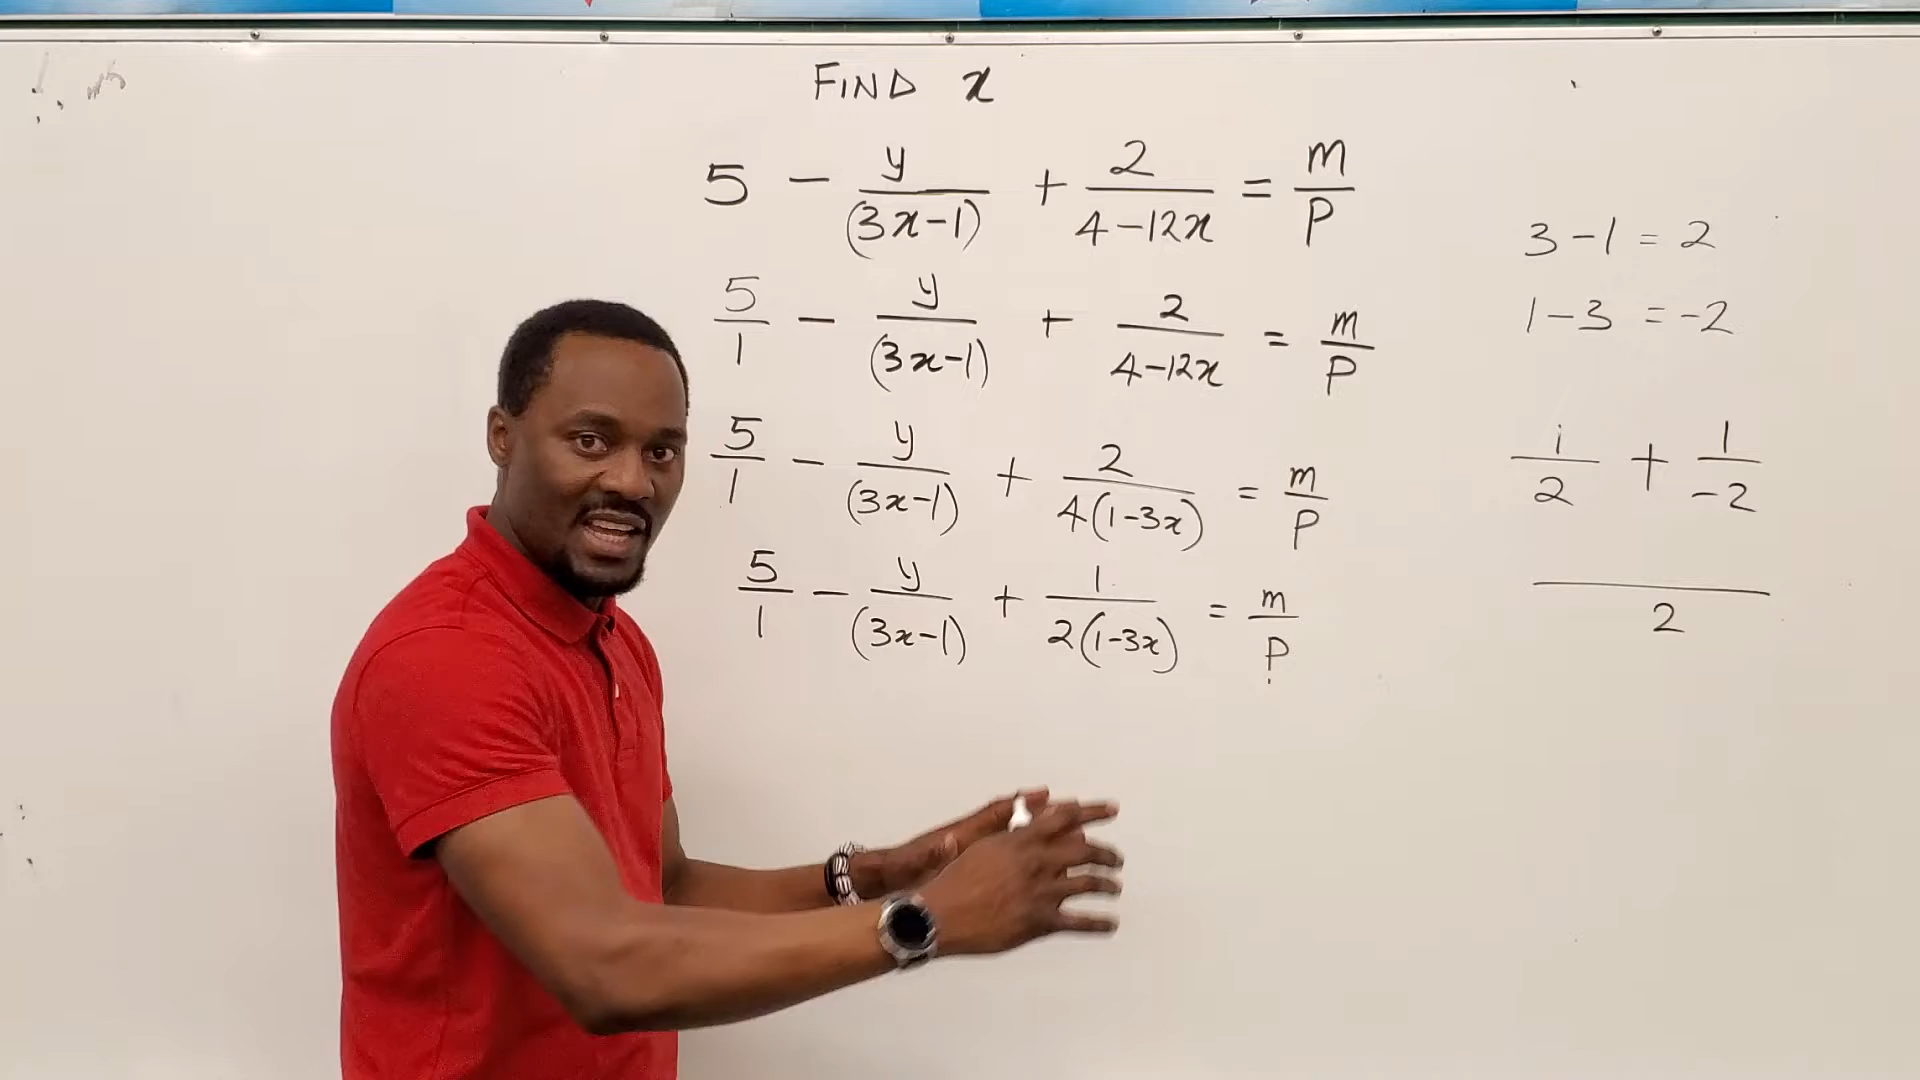 FIND x
5 - y/(3x-1) + 2/4-12x = m/P
5/1 - y/(3x-1) + 2/4-12x = m/P
5/1 - y/(3x-1) + 2/4(1-3x) = m/P
5/1 - y/(3x-1) + 1/2(1-3x) = m/P
3-1 = 2
1-3 = -2
1/2 + 1/-2
2